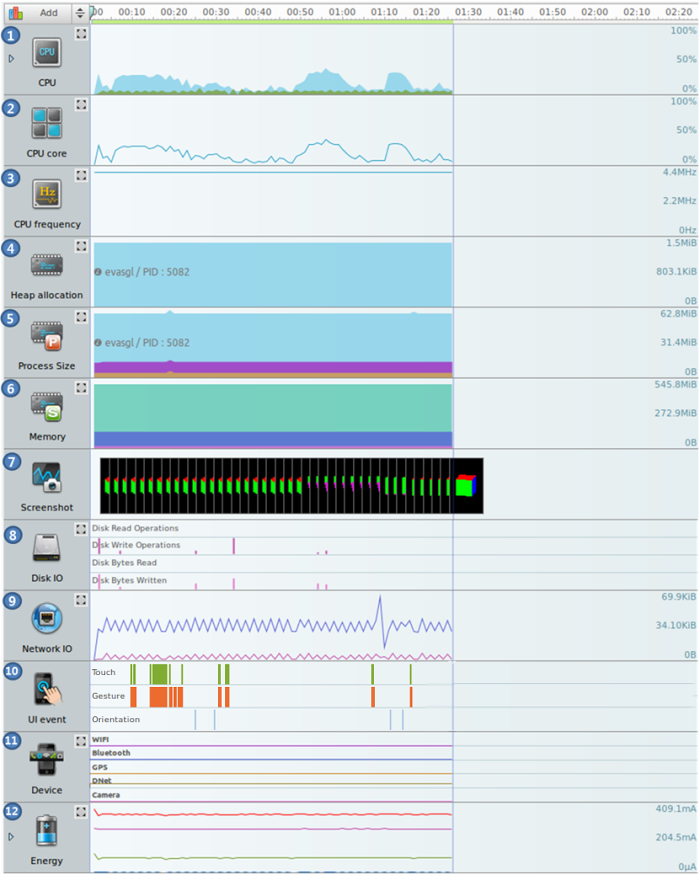 Add
00 00:10 00:20 00:30 00:40 00:50 01:00 01:10 01:20 01:30 01:40 01:50 02:00 02:10 02:20
1
CPU
CPU
100%
50%
0%
2
CPU core
100%
50%
0%
3
Hz
CPU frequency
4.4MHz
2.2MHz
0Hz
4
Heap allocation
evasgl / PID : 5082
1.5MiB
803.1KiB
0B
5
P
Process Size
evasgl / PID : 5082
62.8MiB
31.4MiB
0B
6
S
Memory
545.8MiB
272.9MiB
0B
7
Screenshot
8
Disk IO
Disk Read Operations
Disk Write Operations
Disk Bytes Read
Disk Bytes Written
9
Network IO
69.9KiB
34.10KiB
0B
10
UI event
Touch
Gesture
Orientation
11
Device
WIFI
Bluetooth
GPS
DNet
Camera
12
Energy
409.1mA
204.5mA
0µA